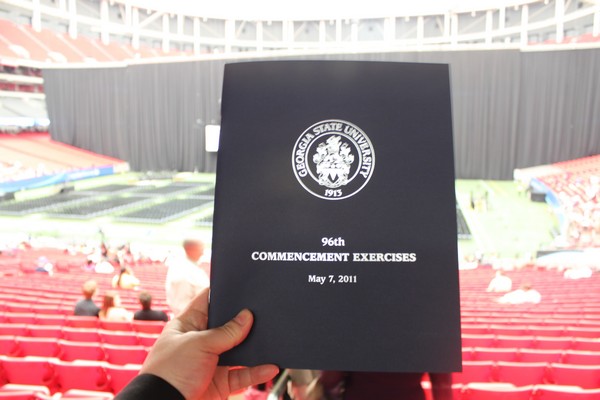 GEORGIA STATE UNIVERSITY
1913
96th
COMMENCEMENT EXERCISES
May 7, 2011